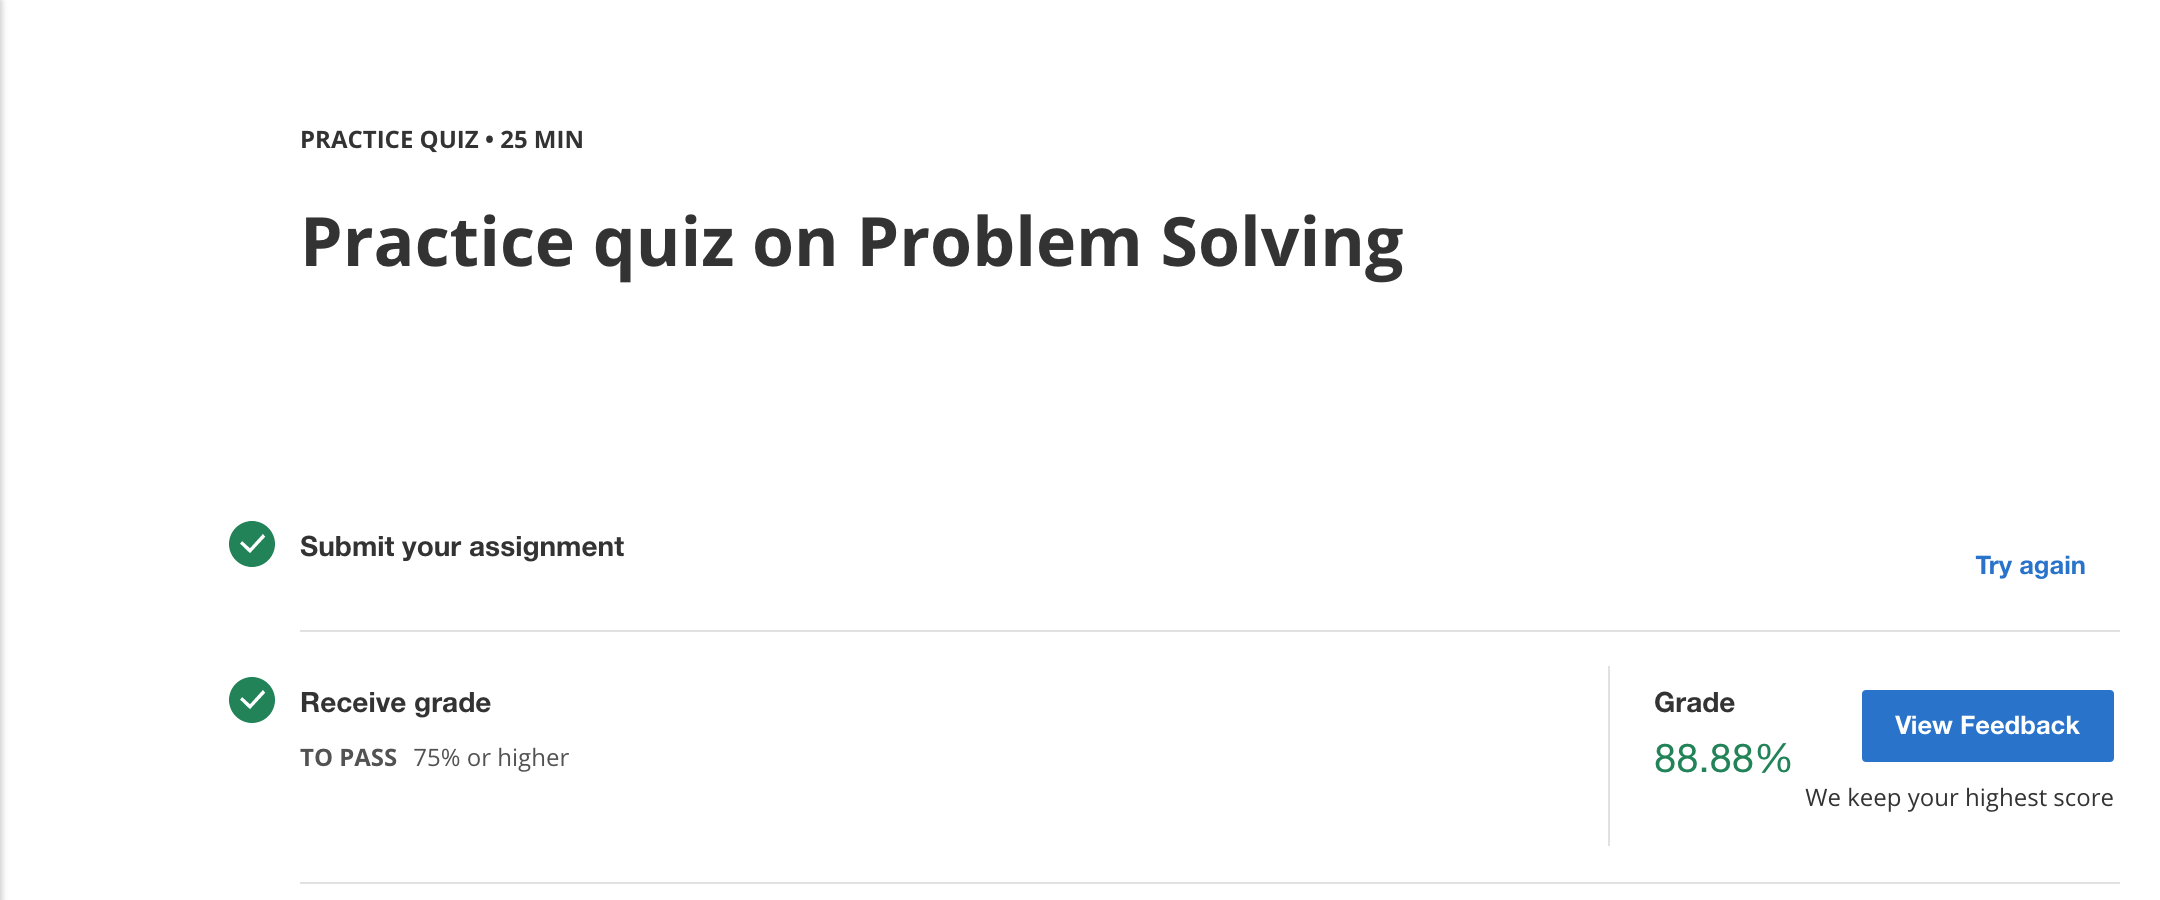 PRACTICE QUIZ • 25 MIN
Practice quiz on Problem Solving
Submit your assignment
Try again
Receive grade
TO PASS 75% or higher
Grade
88.88%
View Feedback
We keep your highest score